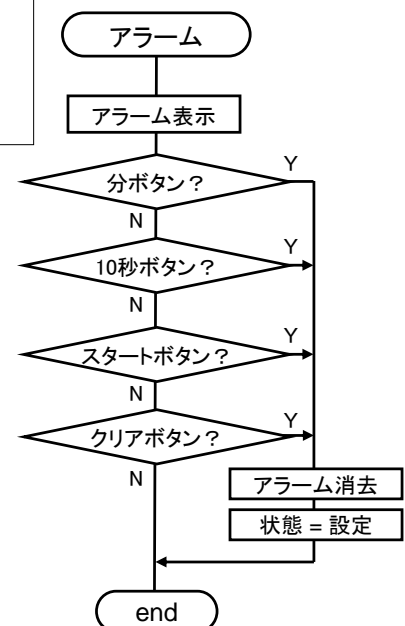 アラーム
アラーム表示
分ボタン？
Y
N
10秒ボタン？
Y
N
スタートボタン？
Y
N
クリアボタン？
Y
N
アラーム消去
状態 = 設定
end